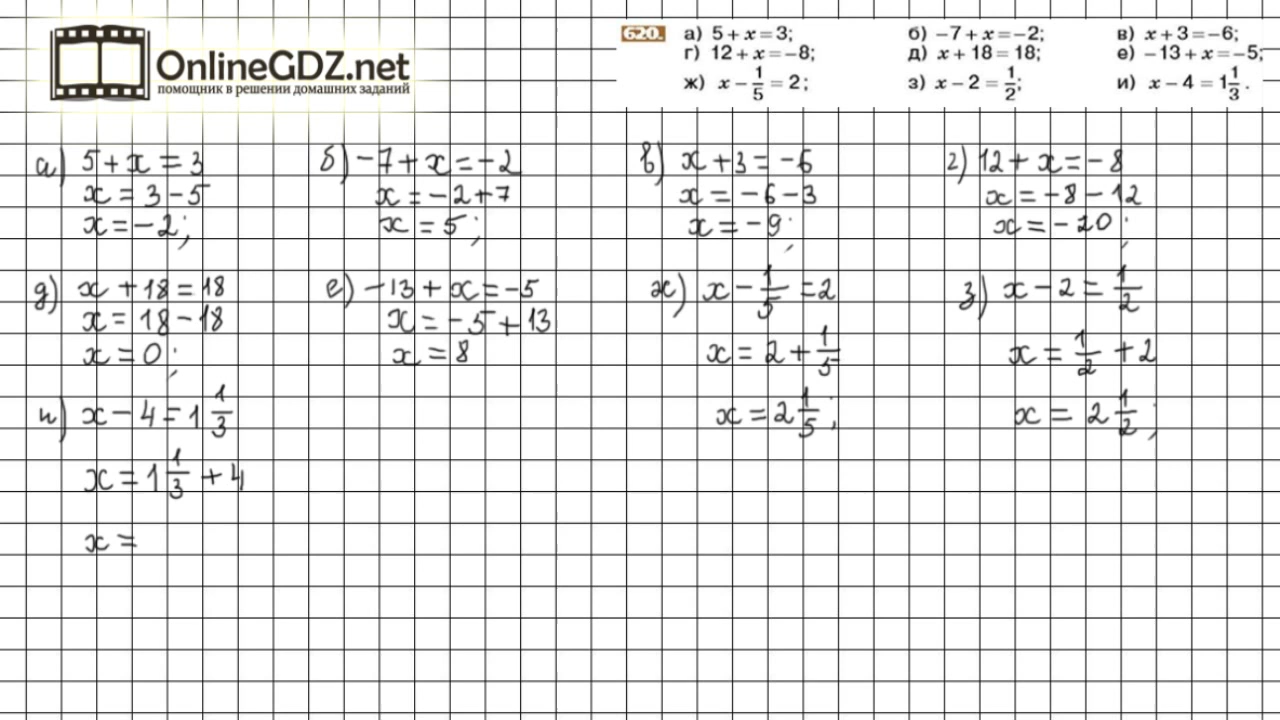 OnlineGDZ.net
помощник в решении домашних заданий
620. а) 5 + x = 3; б) −7 + x = −2; в) x + 3 = −6;
г) 12 + x = −8; д) x + 18 = 18; е) −13 + x = −5;
ж) x − 1/5 = 2; з) x − 2 = 1/2; и) x − 4 = 1 1/3.
а) 5 + x = 3
x = 3 − 5
x = −2;
б) −7 + x = −2
x = −2 + 7
x = 5;
в) x + 3 = −6
x = −6 − 3
x = −9;
г) 12 + x = −8
x = −8 − 12
x = −20;
д) x + 18 = 18
x = 18 − 18
x = 0;
е) −13 + x = −5
x = −5 + 13
x = 8
ж) x − 1/5 = 2
x = 2 + 1/5
x = 2 1/5;
з) x − 2 = 1/2
x = 1/2 + 2
x = 2 1/2;
и) x − 4 = 1 1/3
x = 1 1/3 + 4
x =